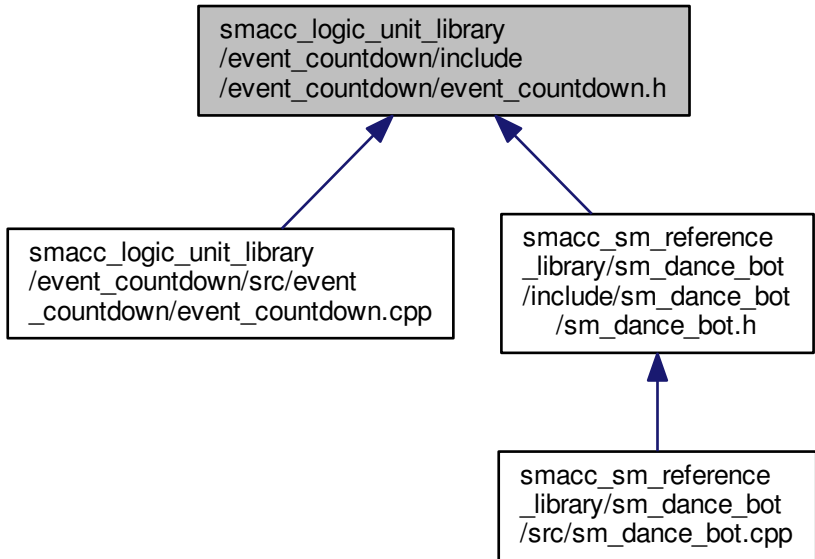 smacc_logic_unit_library
/event_countdown/include
/event_countdown/event_countdown.h
smacc_logic_unit_library
/event_countdown/src/event
_countdown/event_countdown.cpp
smacc_sm_reference
_library/sm_dance_bot
/include/sm_dance_bot
/sm_dance_bot.h
smacc_sm_reference
_library/sm_dance_bot
/src/sm_dance_bot.cpp